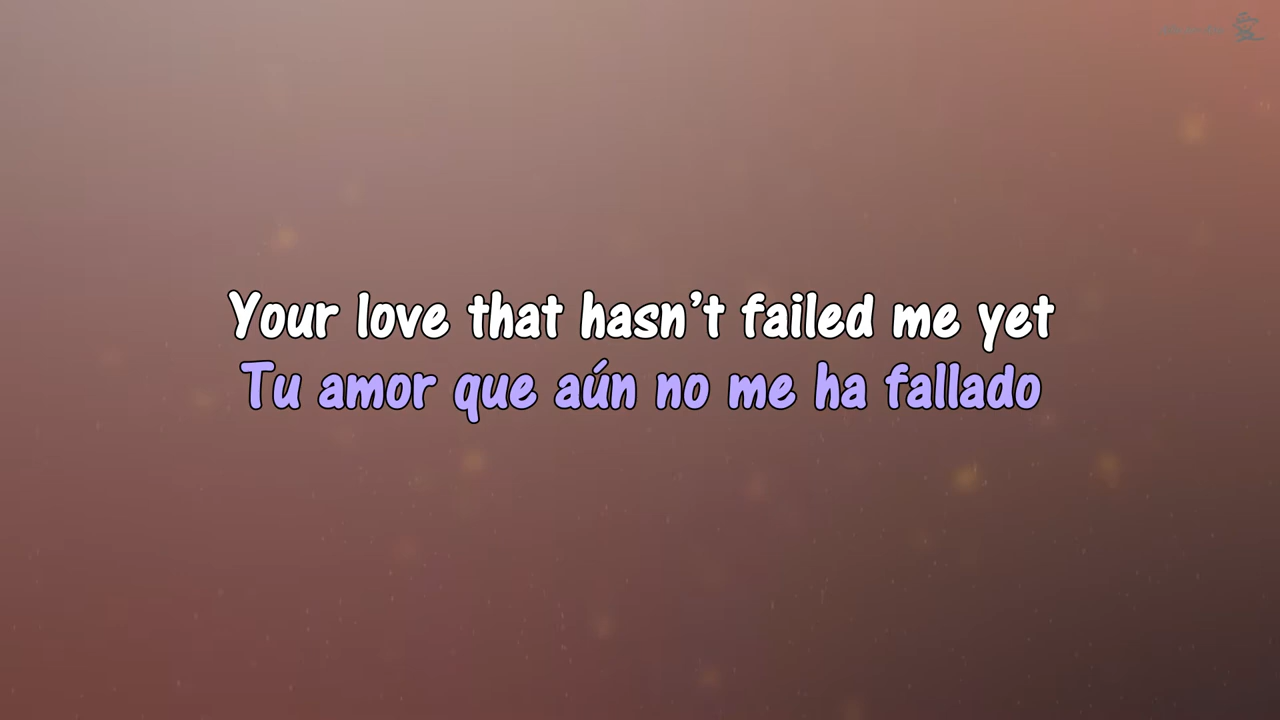 Your love that hasn’t failed me yet
Tu amor que aún no me ha fallado